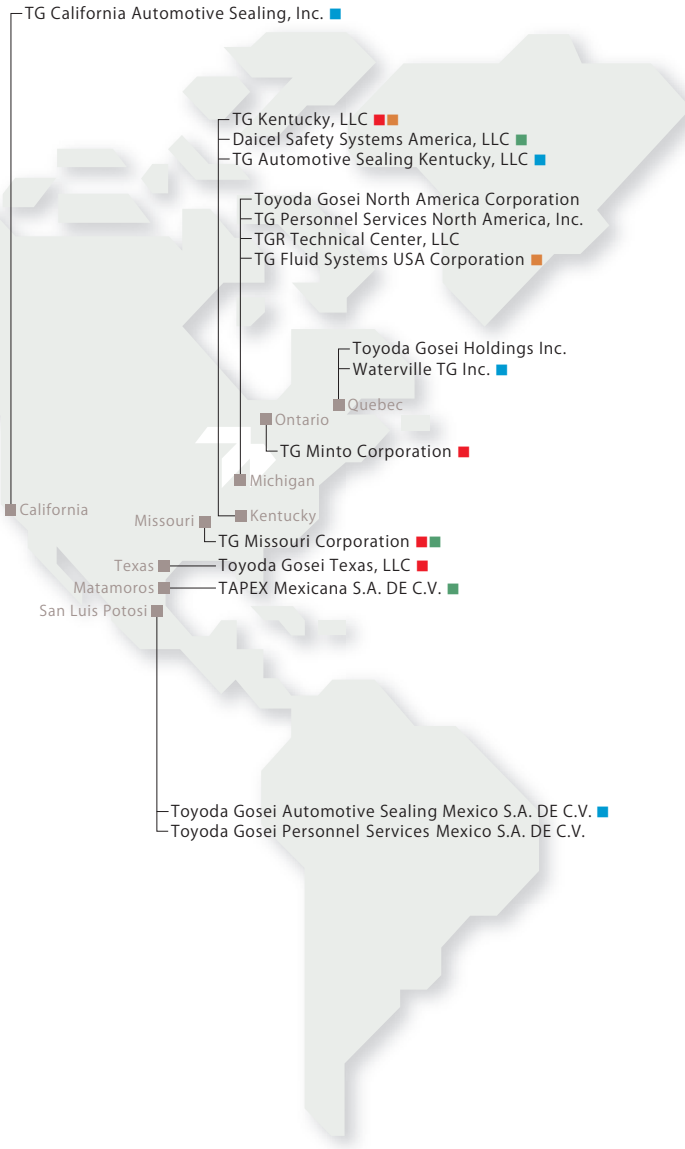 TG California Automotive Sealing, Inc.
TG Kentucky, LLC
Daicel Safety Systems America, LLC
TG Automotive Sealing Kentucky, LLC
Toyoda Gosei North America Corporation
TG Personnel Services North America, Inc.
TGR Technical Center, LLC
TG Fluid Systems USA Corporation
Toyoda Gosei Holdings Inc.
Waterville TG Inc.
Quebec
Ontario
TG Minto Corporation
Michigan
California
Missouri
Kentucky
TG Missouri Corporation
Texas
Toyoda Gosei Texas, LLC
Matamoros
TAPEX Mexicana S.A. DE C.V.
San Luis Potosi
Toyoda Gosei Automotive Sealing Mexico S.A. DE C.V.
Toyoda Gosei Personnel Services Mexico S.A. DE C.V.